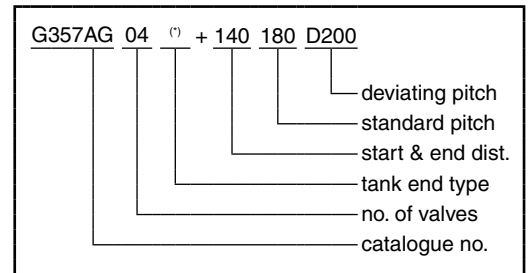 G357AG 04 (*) + 140 180 D200
deviating pitch
standard pitch
start & end dist.
tank end type
no. of valves
catalogue no.